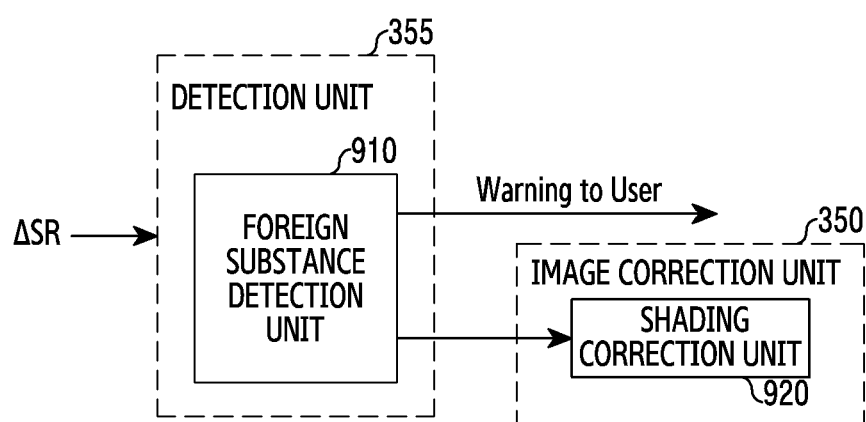 355
DETECTION UNIT
910
ΔSR
FOREIGN
SUBSTANCE
DETECTION
UNIT
Warning to User
350
IMAGE CORRECTION UNIT
SHADING
CORRECTION UNIT
920